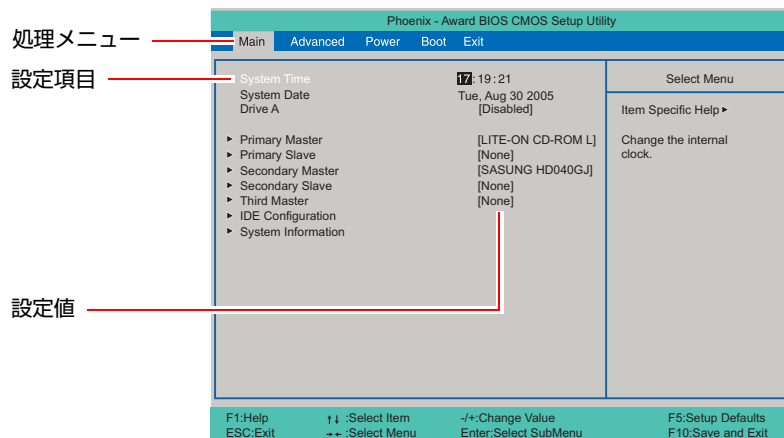 Phoenix - Award BIOS CMOS Setup Utility
処理メニュー
Main Advanced Power Boot Exit
設定項目
System Time 17 : 19 : 21
System Date Tue, Aug 30 2005
Drive A [Disabled]
Primary Master [LITE-ON CD-ROM L]
Primary Slave [None]
Secondary Master [SASUNG HD040GJ]
Secondary Slave [None]
Third Master [None]
IDE Configuration
System Information
Select Menu
Item Specific Help
Change the internal
clock.
設定値
F1:Help ↑↓ :Select Item -/+:Change Value F5:Setup Defaults
ESC:Exit →← :Select Menu Enter:Select SubMenu F10:Save and Exit